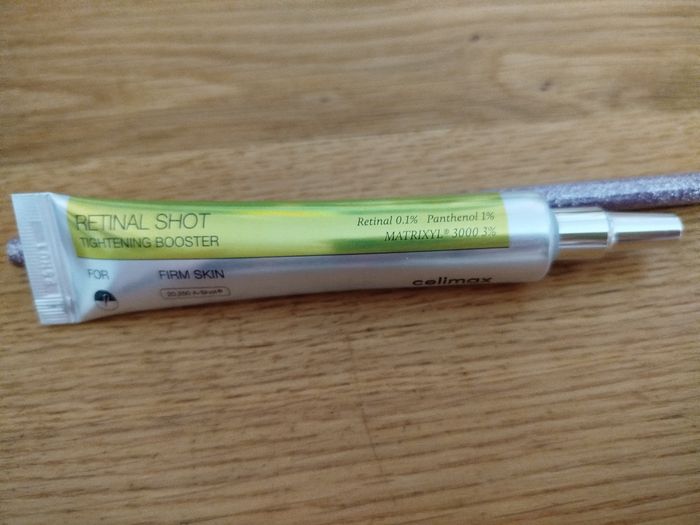 RETINAL SHOT
TIGHTENING BOOSTER
Retinal 0.1% Panthenol 1%
MATRIXYL® 3000 3%
FOR FIRM SKIN
celimax